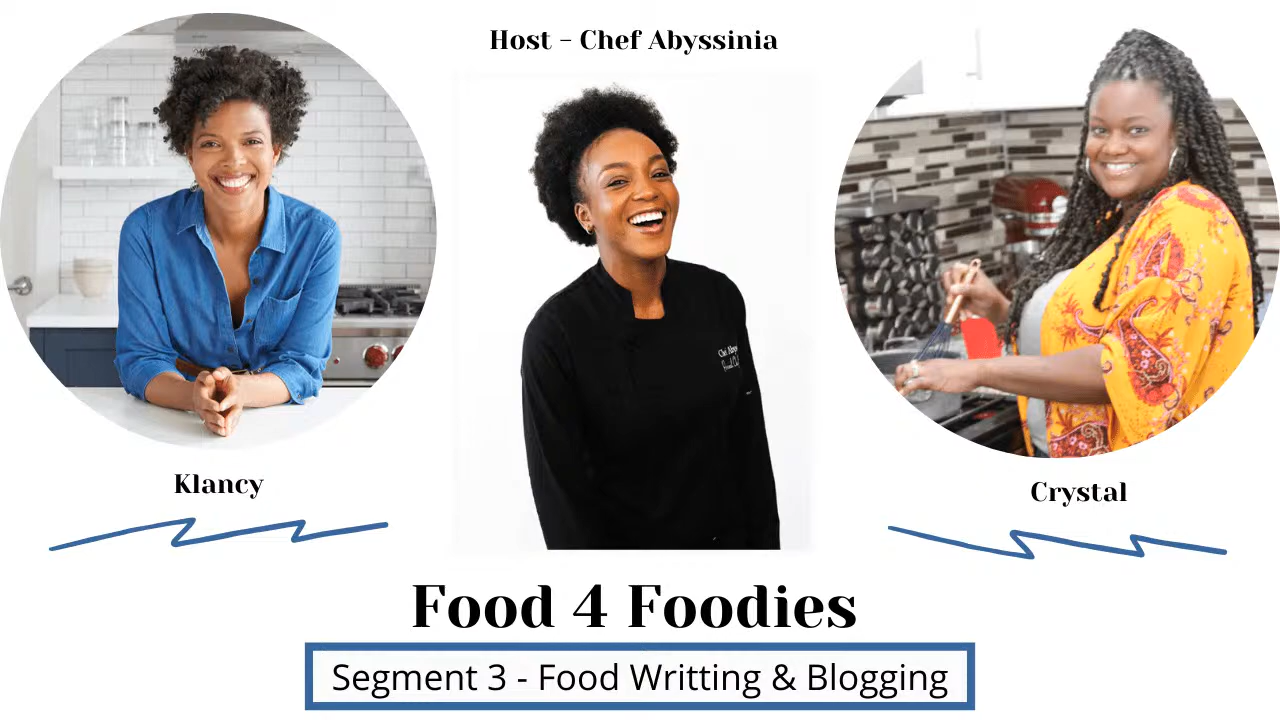 Host - Chef Abyssinia
Klancy
Crystal
Food 4 Foodies
Segment 3 - Food Writting & Blogging